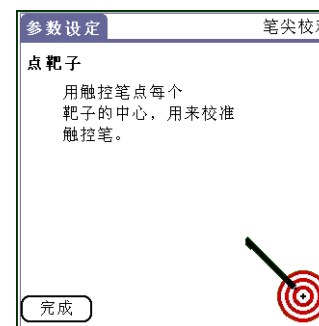 参数设定 笔尖校
点靶子
用触控笔点每个
靶子的中心，用来校准
触控笔。
完成